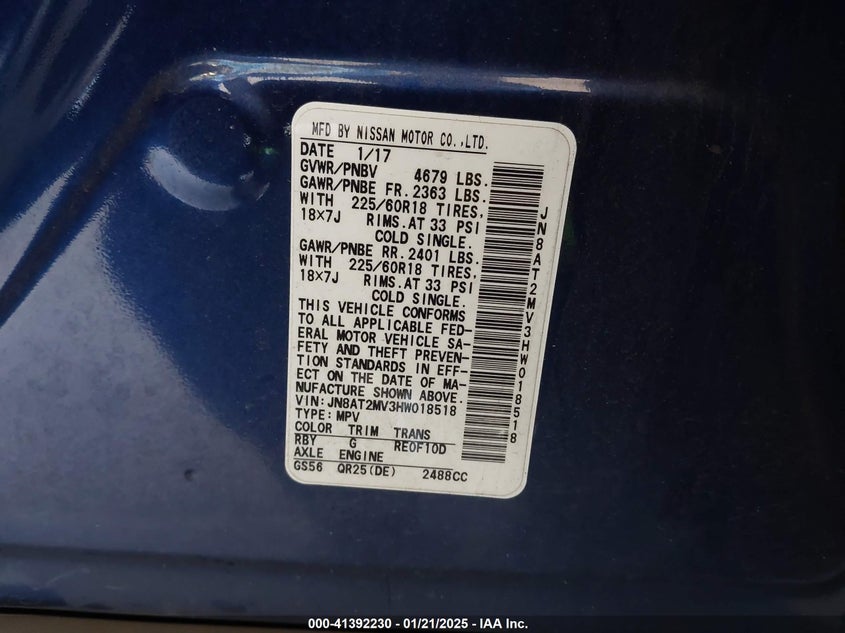 MFD BY NISSAN MOTOR CO.,LTD.
DATE 1/17
GVWR/PNBV 4679 LBS.
GAWR/PNBE FR. 2363 LBS.
WITH 225/60R18 TIRES,
18×7J RIMS.AT 33 PSI
COLD SINGLE.
GAWR/PNBE RR. 2401 LBS.
WITH 225/60R18 TIRES.
18×7J RIMS.AT 33 PSI
COLD SINGLE.
THIS VEHICLE CONFORMS
TO ALL APPLICABLE FED-
ERAL MOTOR VEHICLE SA-
FETY AND THEFT PREVEN-
TION STANDARDS IN EFF-
ECT ON THE DATE OF MA-
NUFACTURE SHOWN ABOVE.
VIN:JN8AT2MV3HW018518
TYPE:MPV
COLOR TRIM TRANS
RBY G RE0F10D
AXLE ENGINE
GS56 QR25(DE) 2488CC
JN8AT2MV3HW018518
000-41392230 - 01/21/2025 - IAA Inc.